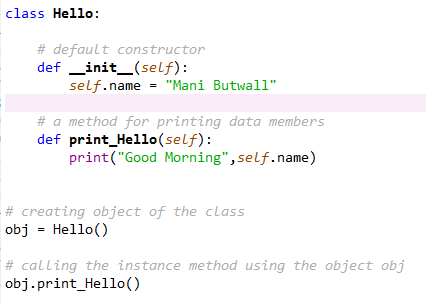 class Hello:
    # default constructor
    def __init__(self):
        self.name = "Mani Butwall"
    # a method for printing data members
    def print_Hello(self):
        print("Good Morning",self.name)
# creating object of the class
obj = Hello()
# calling the instance method using the object obj
obj.print_Hello()